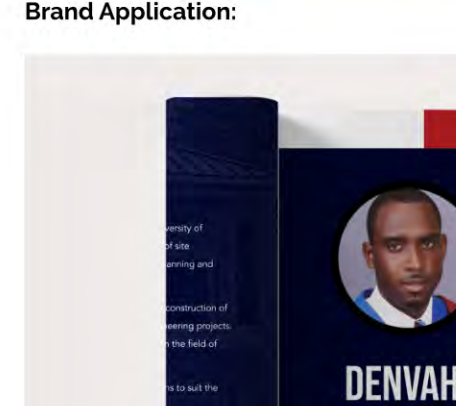 Brand Application:
versity of
of site
anning and
construction of
neering projects.
n the field of
ns to suit the
DENVAH